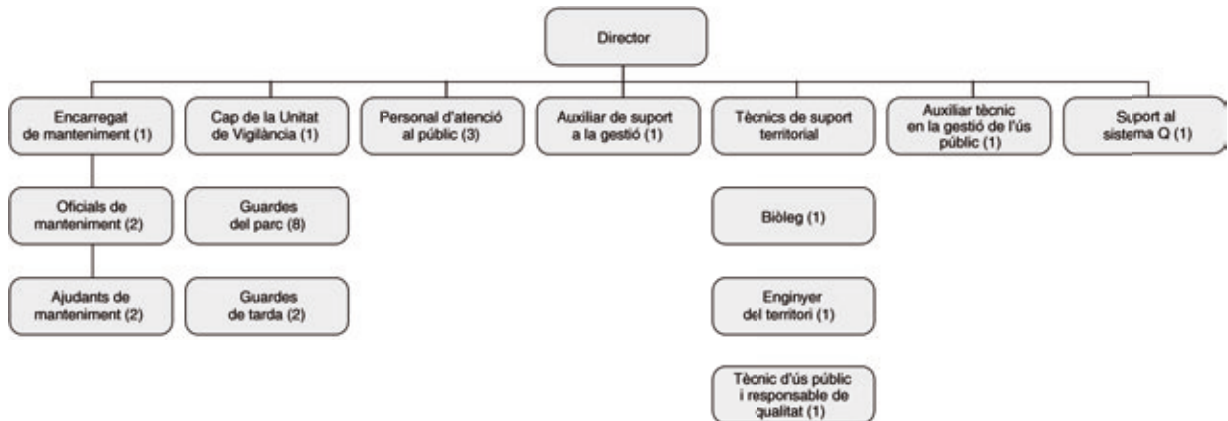 Director
Encarregat
de manteniment (1)
Cap de la Unitat
de Vigilància (1)
Personal d'atenció
al públic (3)
Auxiliar de suport
a la gestió (1)
Tècnics de suport
territorial
Auxiliar tècnic
en la gestió de l'ús
públic (1)
Suport al
sistema Q (1)
Oficials de
manteniment (2)
Guardes
del parc (8)
Biòleg (1)
Ajudants de
manteniment (2)
Guardes
de tarda (2)
Enginyer
del territori (1)
Tècnic d'ús públic
i responsable de
qualitat (1)